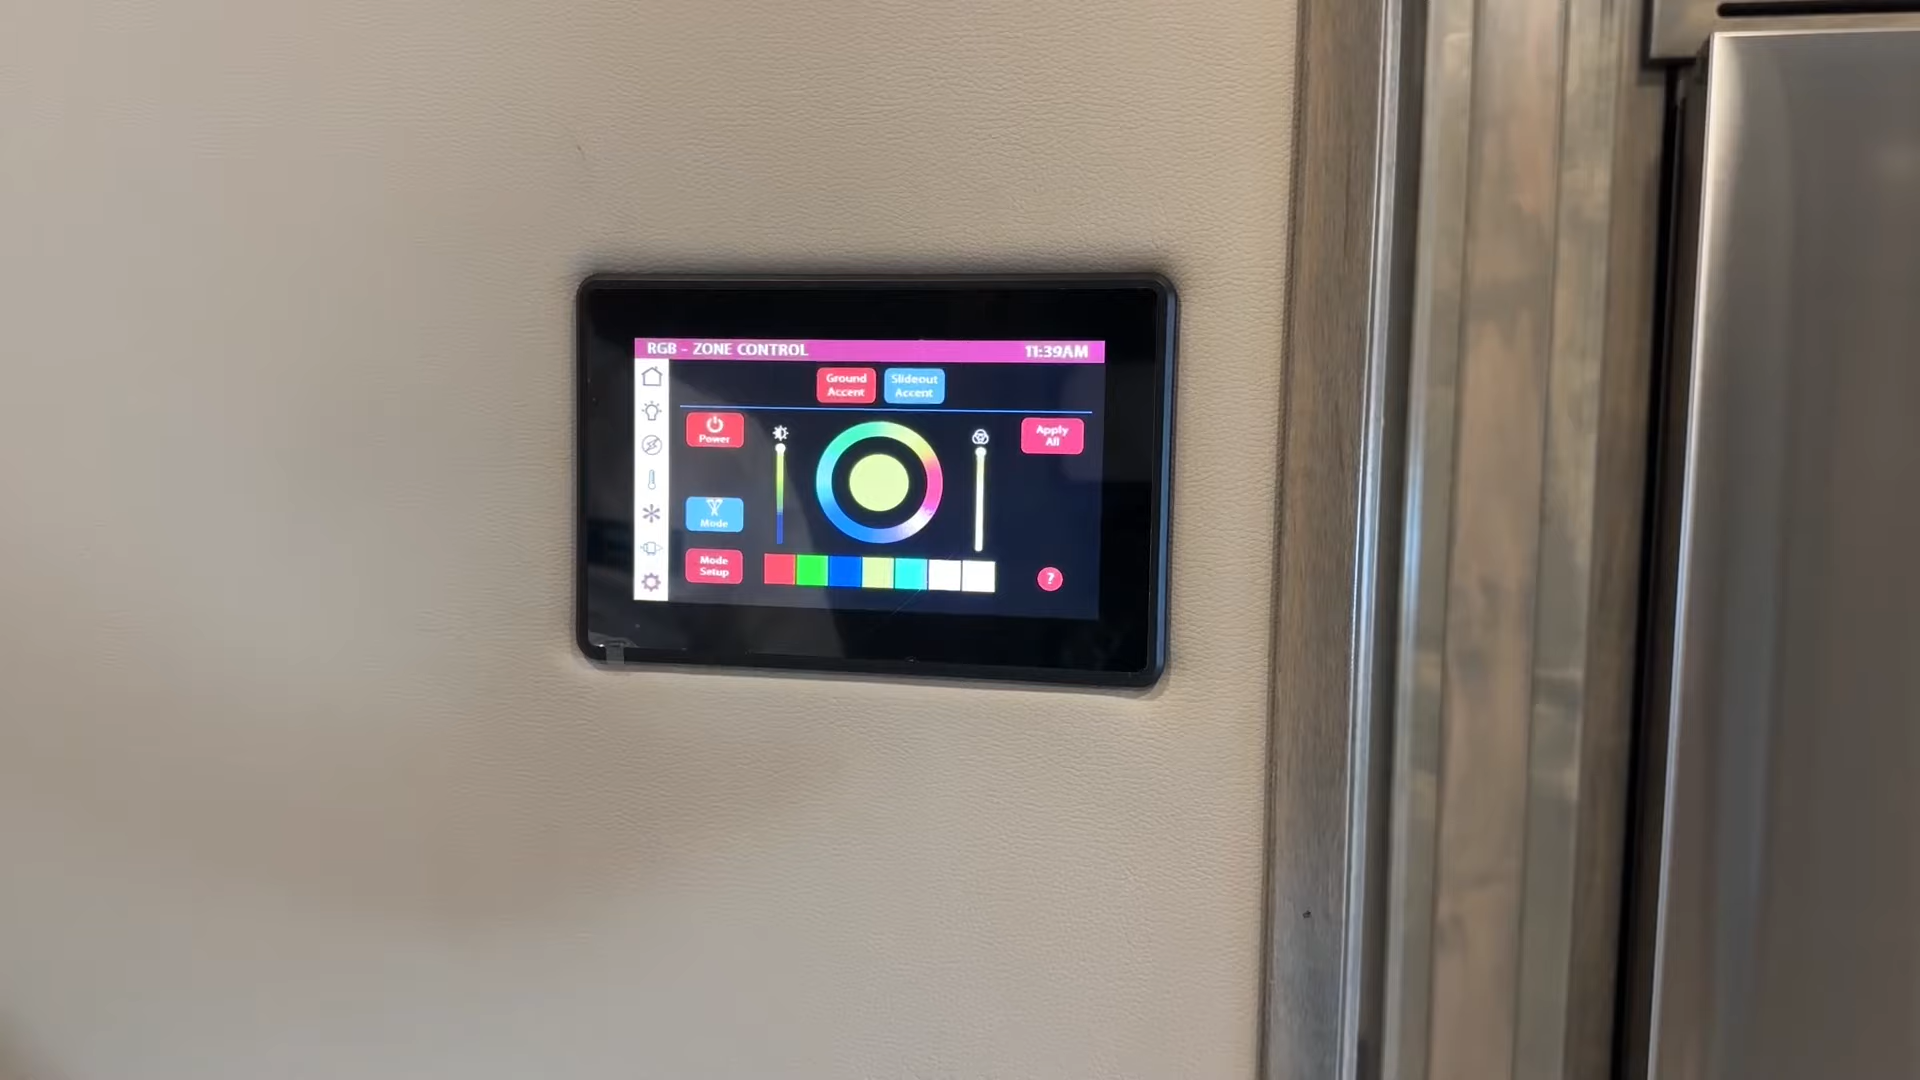 RGB - ZONE CONTROL
11:39AM
Ground
Accent
Slideout
Accent
Power
Apply
All
Mode
Mode
Setup
?